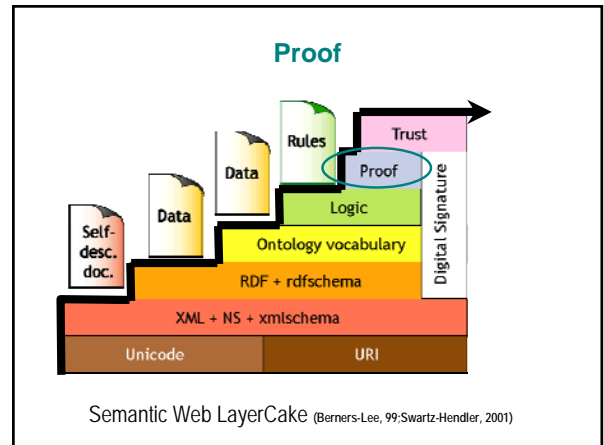 Proof
Trust
Rules
Proof
Data
Logic
Data
Digital Signature
Self-
desc.
doc.
Ontology vocabulary
RDF + rdfschema
XML + NS + xmlschema
Unicode
URI
Semantic Web LayerCake (Berners-Lee, 99;Swartz-Hendler, 2001)